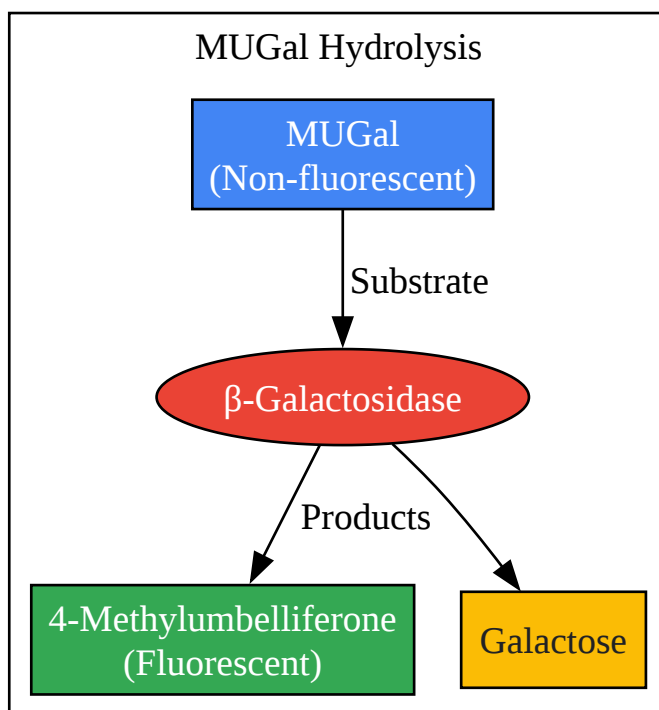 MUGal Hydrolysis
MUGal
(Non-fluorescent)
Substrate
β-Galactosidase
Products
4-Methylumbelliferone
(Fluorescent)
Galactose